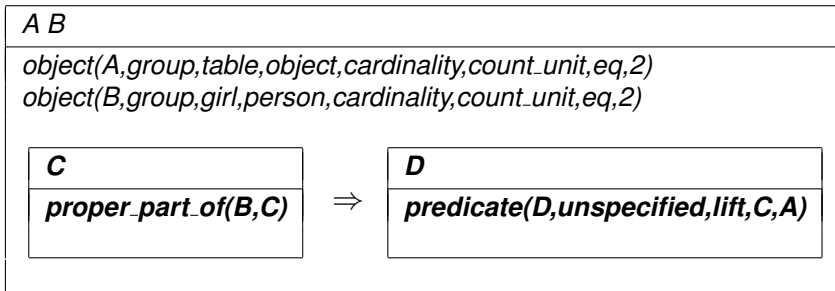 A B
object(A,group,table,object,cardinality,count_unit,eq,2)
object(B,group,girl,person,cardinality,count_unit,eq,2)
C
D
proper_part_of(B,C) ⇒ predicate(D,unspecified,lift,C,A)